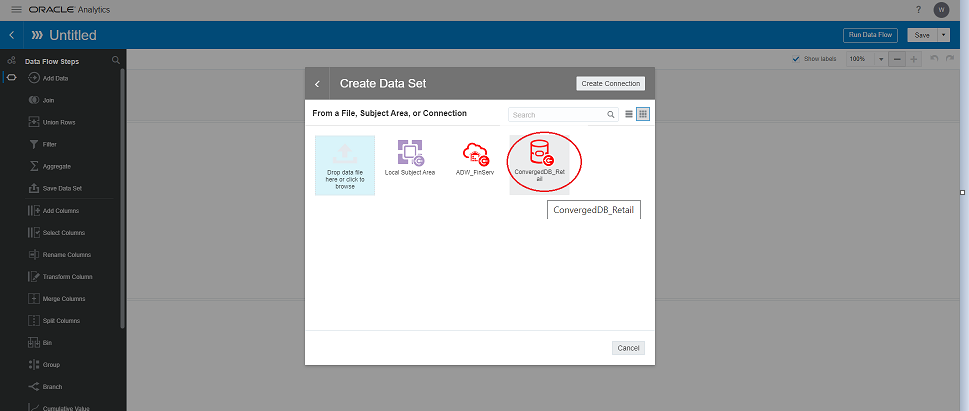 ORACLE Analytics
?
W
Untitled
Run Data Flow
Save
Data Flow Steps
Show labels
100%
Add Data
Join
Union Rows
Filter
Aggregate
Save Data Set
Add Columns
Select Columns
Rename Columns
Transform Column
Merge Columns
Split Columns
Bin
Group
Branch
Cumulative Value
Create Data Set
Create Connection
From a File, Subject Area, or Connection
Search
Drop data file
here or click to
browse
Local Subject Area
ADW_FinServ
ConvergedDB_Ret
ail
ConvergedDB_Retail
Cancel